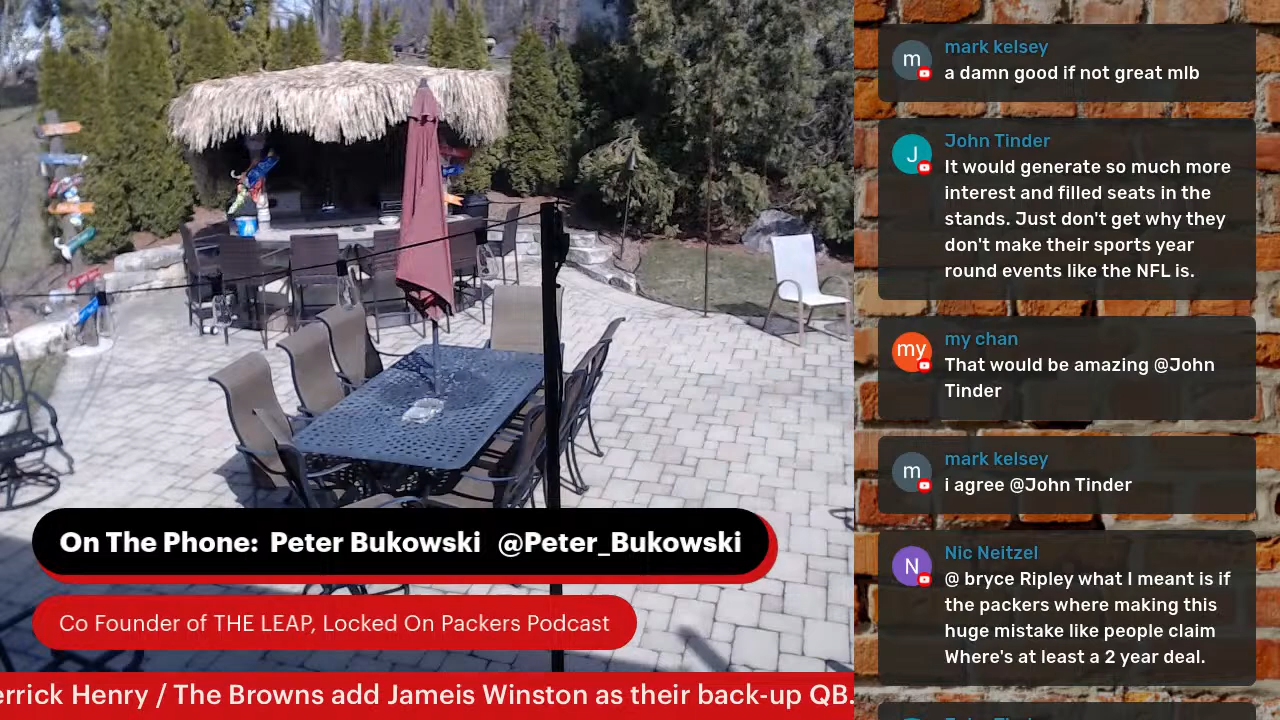 On The Phone: Peter Bukowski @Peter_Bukowski
Co Founder of THE LEAP, Locked On Packers Podcast
errick Henry / The Browns add Jameis Winston as their back-up QB.
m
mark kelsey
a damn good if not great mlb
J
John Tinder
It would generate so much more
interest and filled seats in the
stands. Just don't get why they
don't make their sports year
round events like the NFL is.
my
my chan
That would be amazing @John
Tinder
m
mark kelsey
i agree @John Tinder
N
Nic Neitzel
@ bryce Ripley what I meant is if
the packers where making this
huge mistake like people claim
Where's at least a 2 year deal.